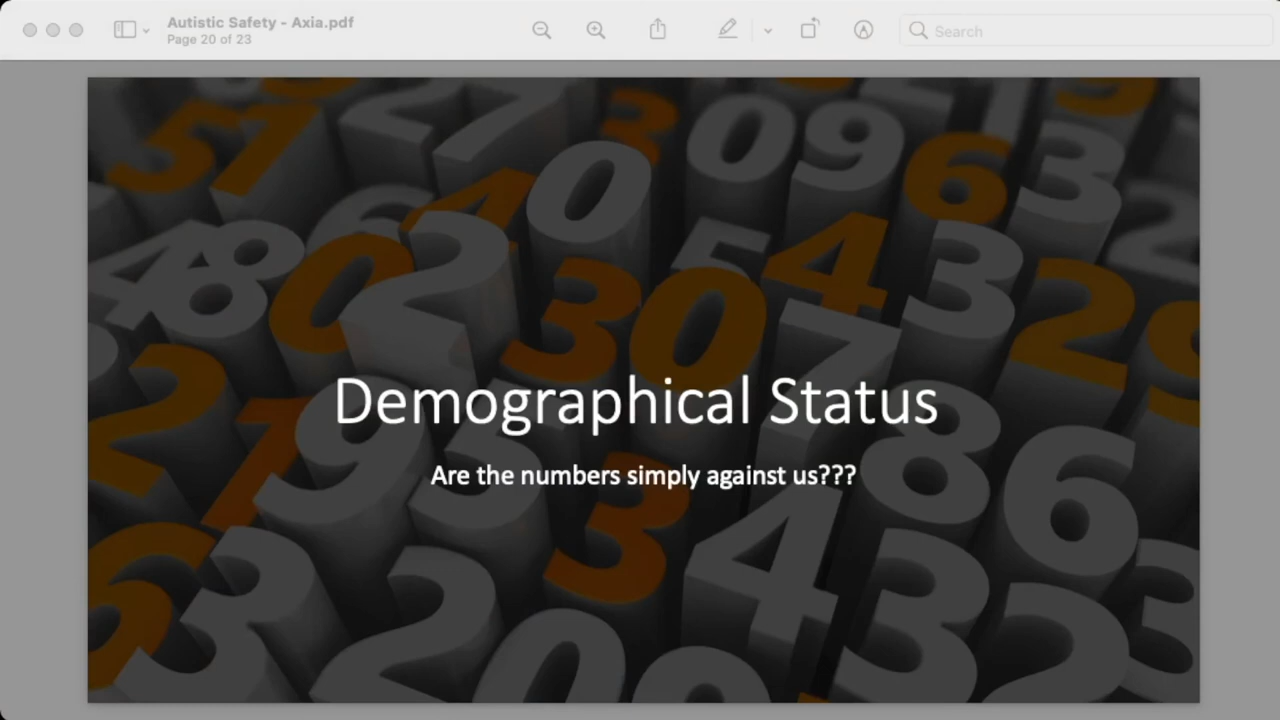 Autistic Safety - Axia.pdf
Page 20 of 23
Search
Demographical Status
Are the numbers simply against us???